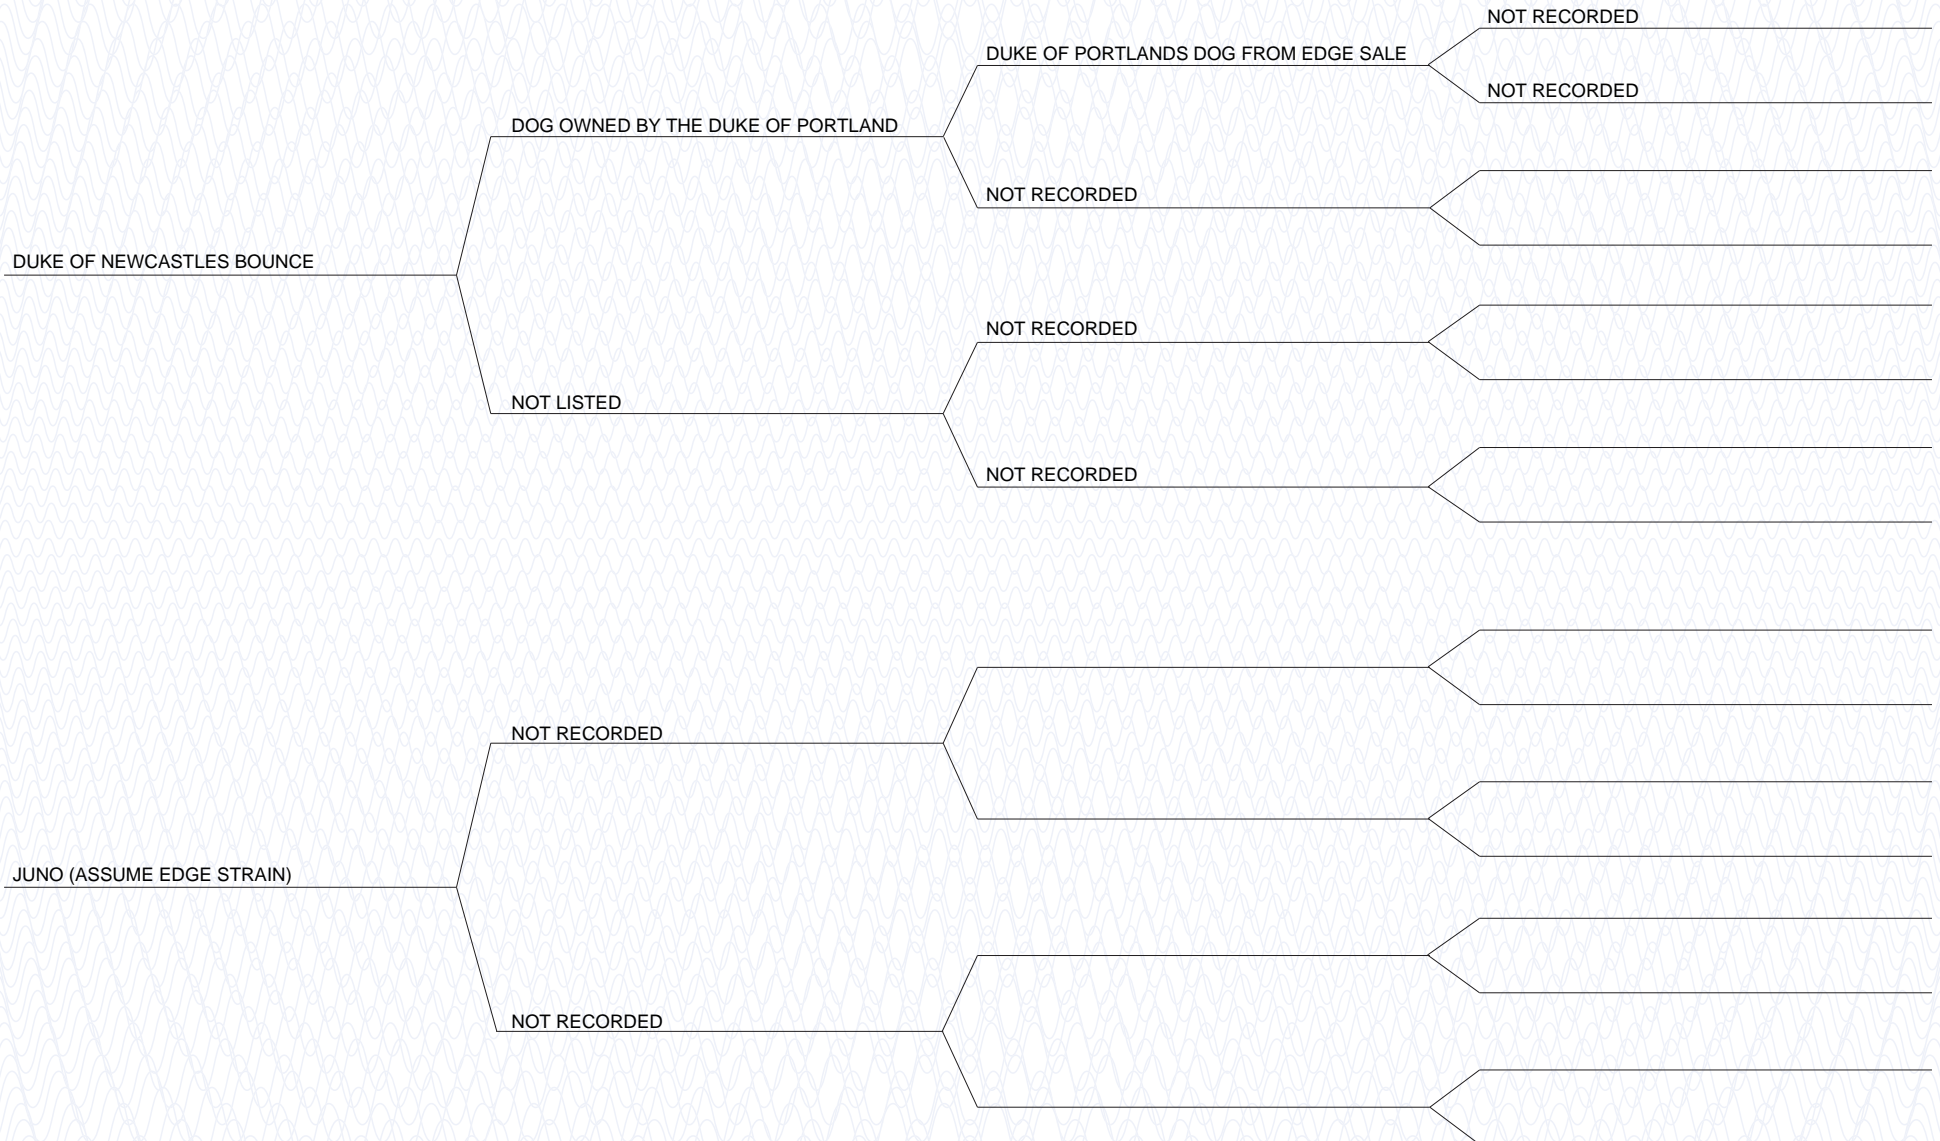 NOT RECORDED
DUKE OF PORTLANDS DOG FROM EDGE SALE
NOT RECORDED
DOG OWNED BY THE DUKE OF PORTLAND
NOT RECORDED
DUKE OF NEWCASTLES BOUNCE
NOT RECORDED
NOT LISTED
NOT RECORDED
NOT RECORDED
JUNO (ASSUME EDGE STRAIN)
NOT RECORDED